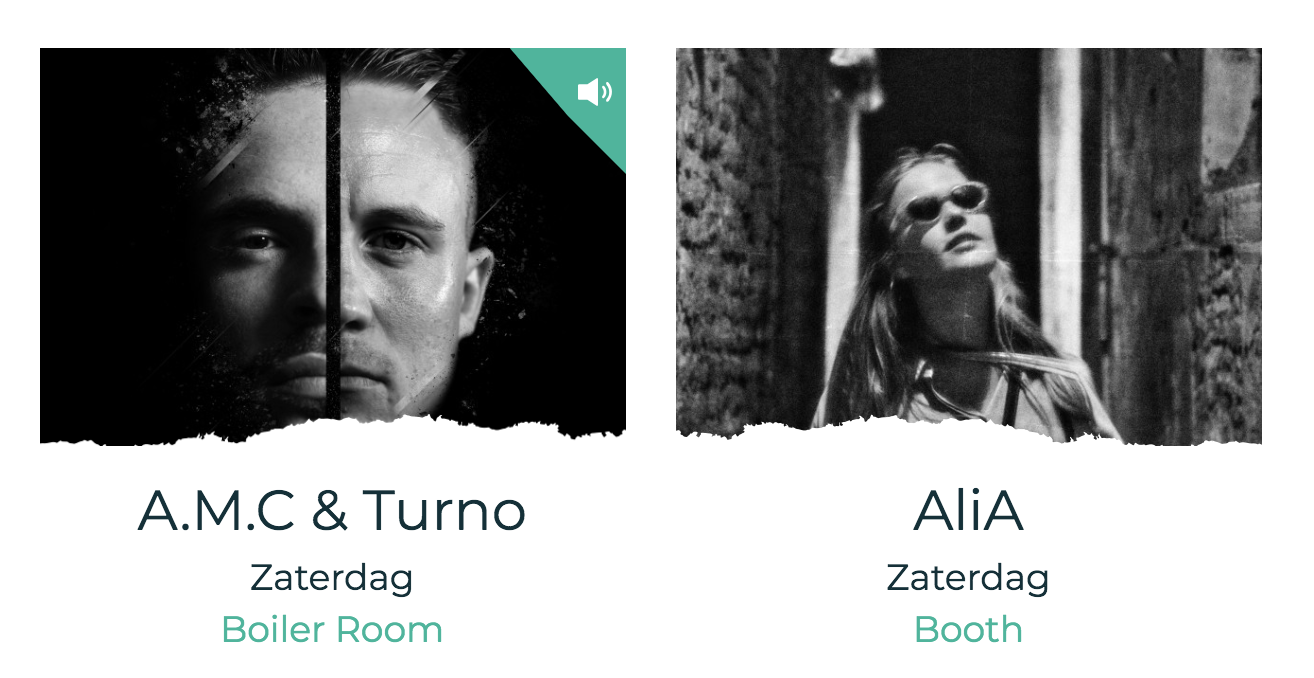 A.M.C & Turno
Zaterdag
Boiler Room
AliA
Zaterdag
Booth